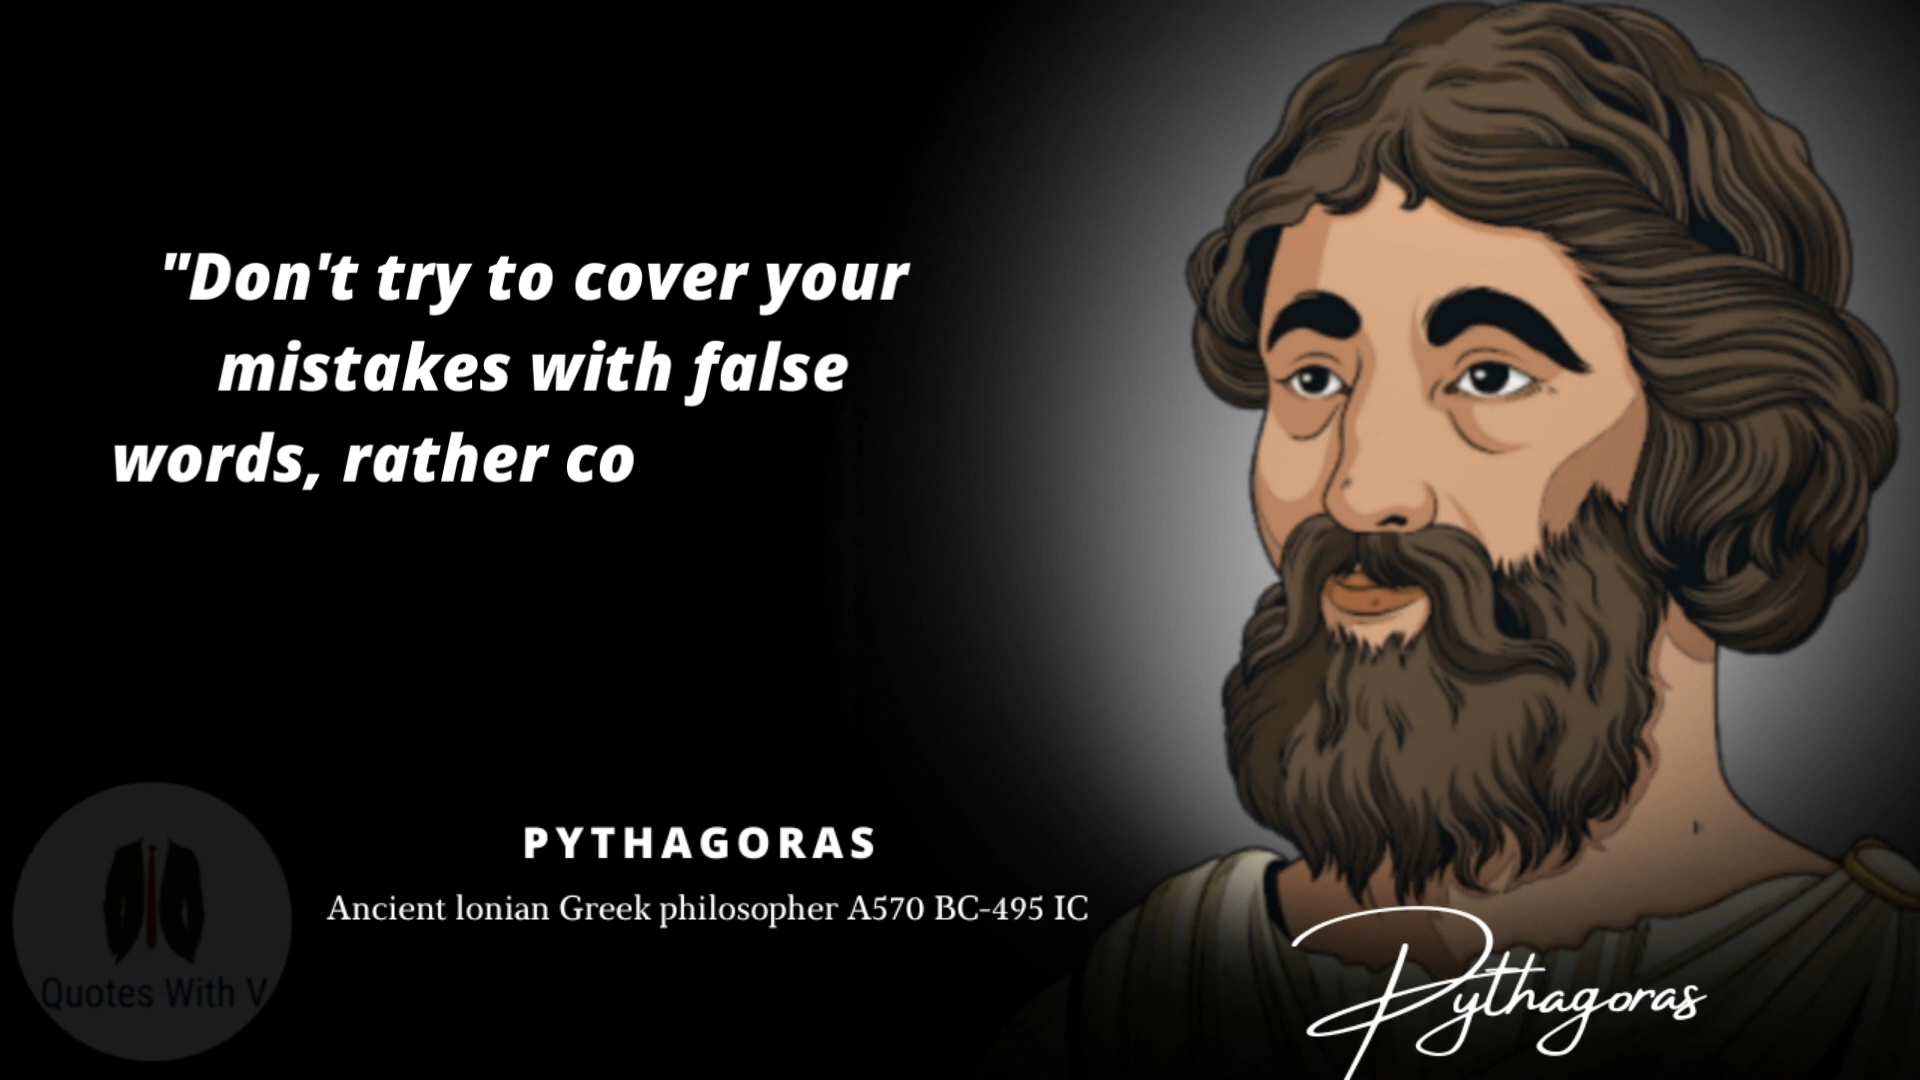 "Don't try to cover your
mistakes with false
words, rather co
PYTHAGORAS
Ancient lonian Greek philosopher A570 BC-495 IC
Quotes With V
Pythagoras